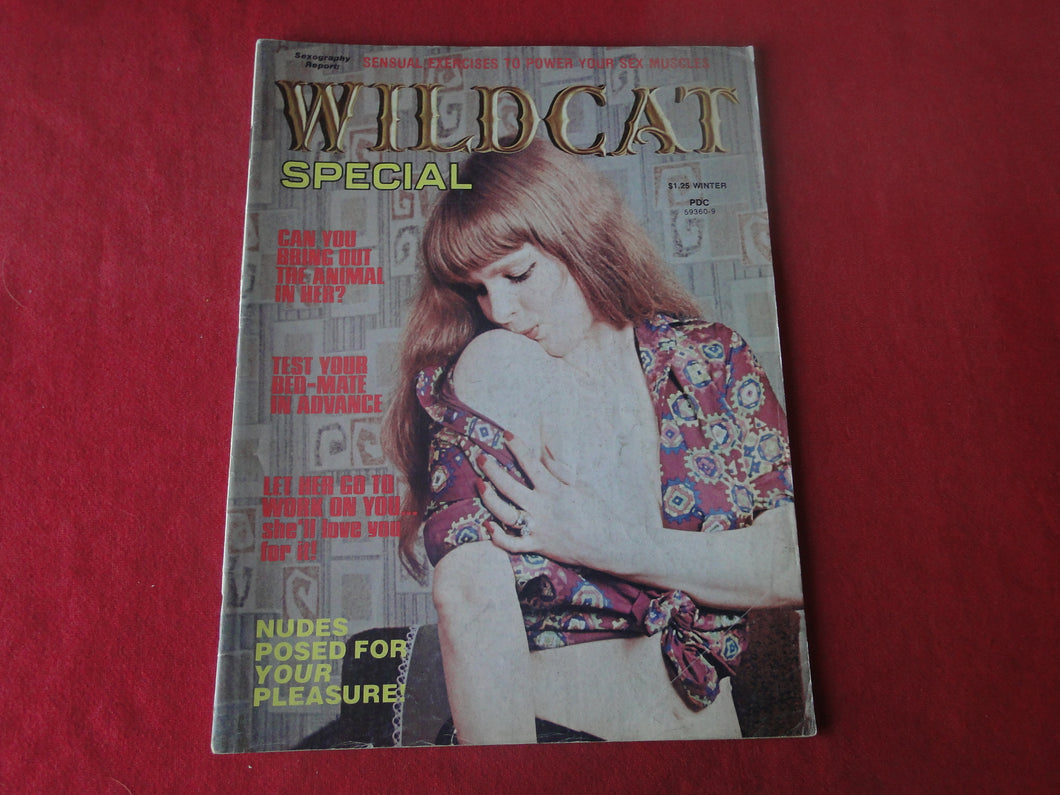 Sexography
Report:
SENSUAL EXERCISES TO POWER YOUR SEX MUSCLES
WILDCAT
SPECIAL
$1.25 WINTER
PDC
59360-9
CAN YOU
BRING OUT
THE ANIMAL
IN HER?
TEST YOUR
BED-MATE
IN ADVANCE
LET HER GO TO
WORK ON YOU...
she'll love you
for it!
NUDES
POSED FOR
YOUR
PLEASURE!